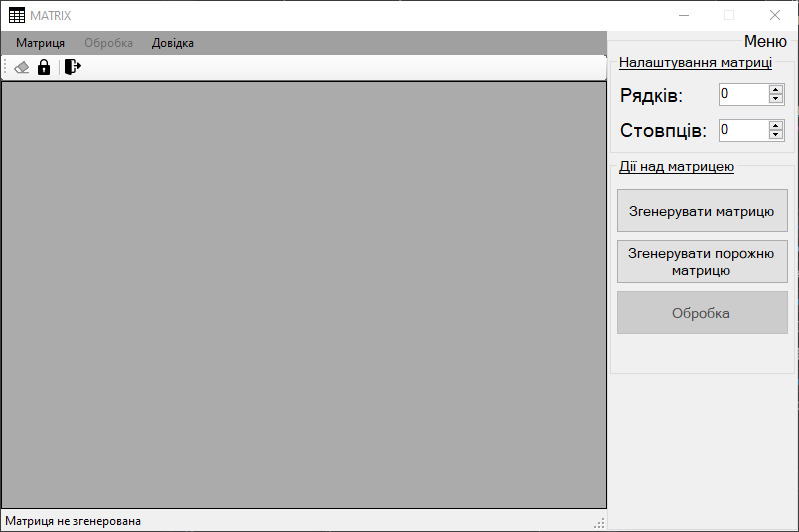 MATRIX
Матриця Обробка Довідка
Меню
Налаштування матриці
Рядків: 0
Стовпців: 0
Дії над матрицею
Згенерувати матрицю
Згенерувати порожню
матрицю
Обробка
Матриця не згенерована